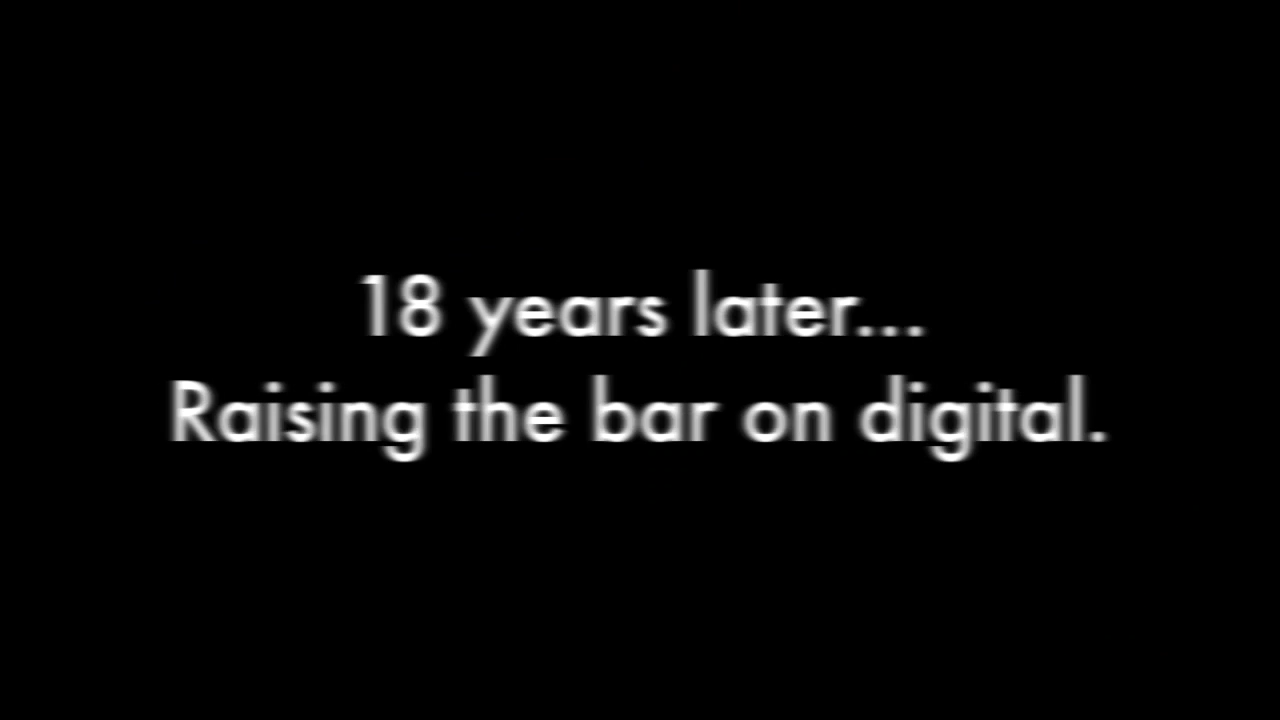 18 years later...
Raising the bar on digital.